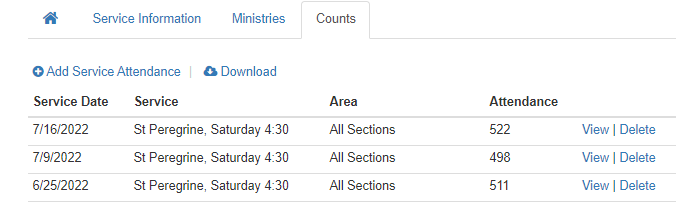 Service Information Ministries Counts
Add Service Attendance | Download
Service Date Service Area Attendance
7/16/2022 St Peregrine, Saturday 4:30 All Sections 522 View | Delete
7/9/2022 St Peregrine, Saturday 4:30 All Sections 498 View | Delete
6/25/2022 St Peregrine, Saturday 4:30 All Sections 511 View | Delete